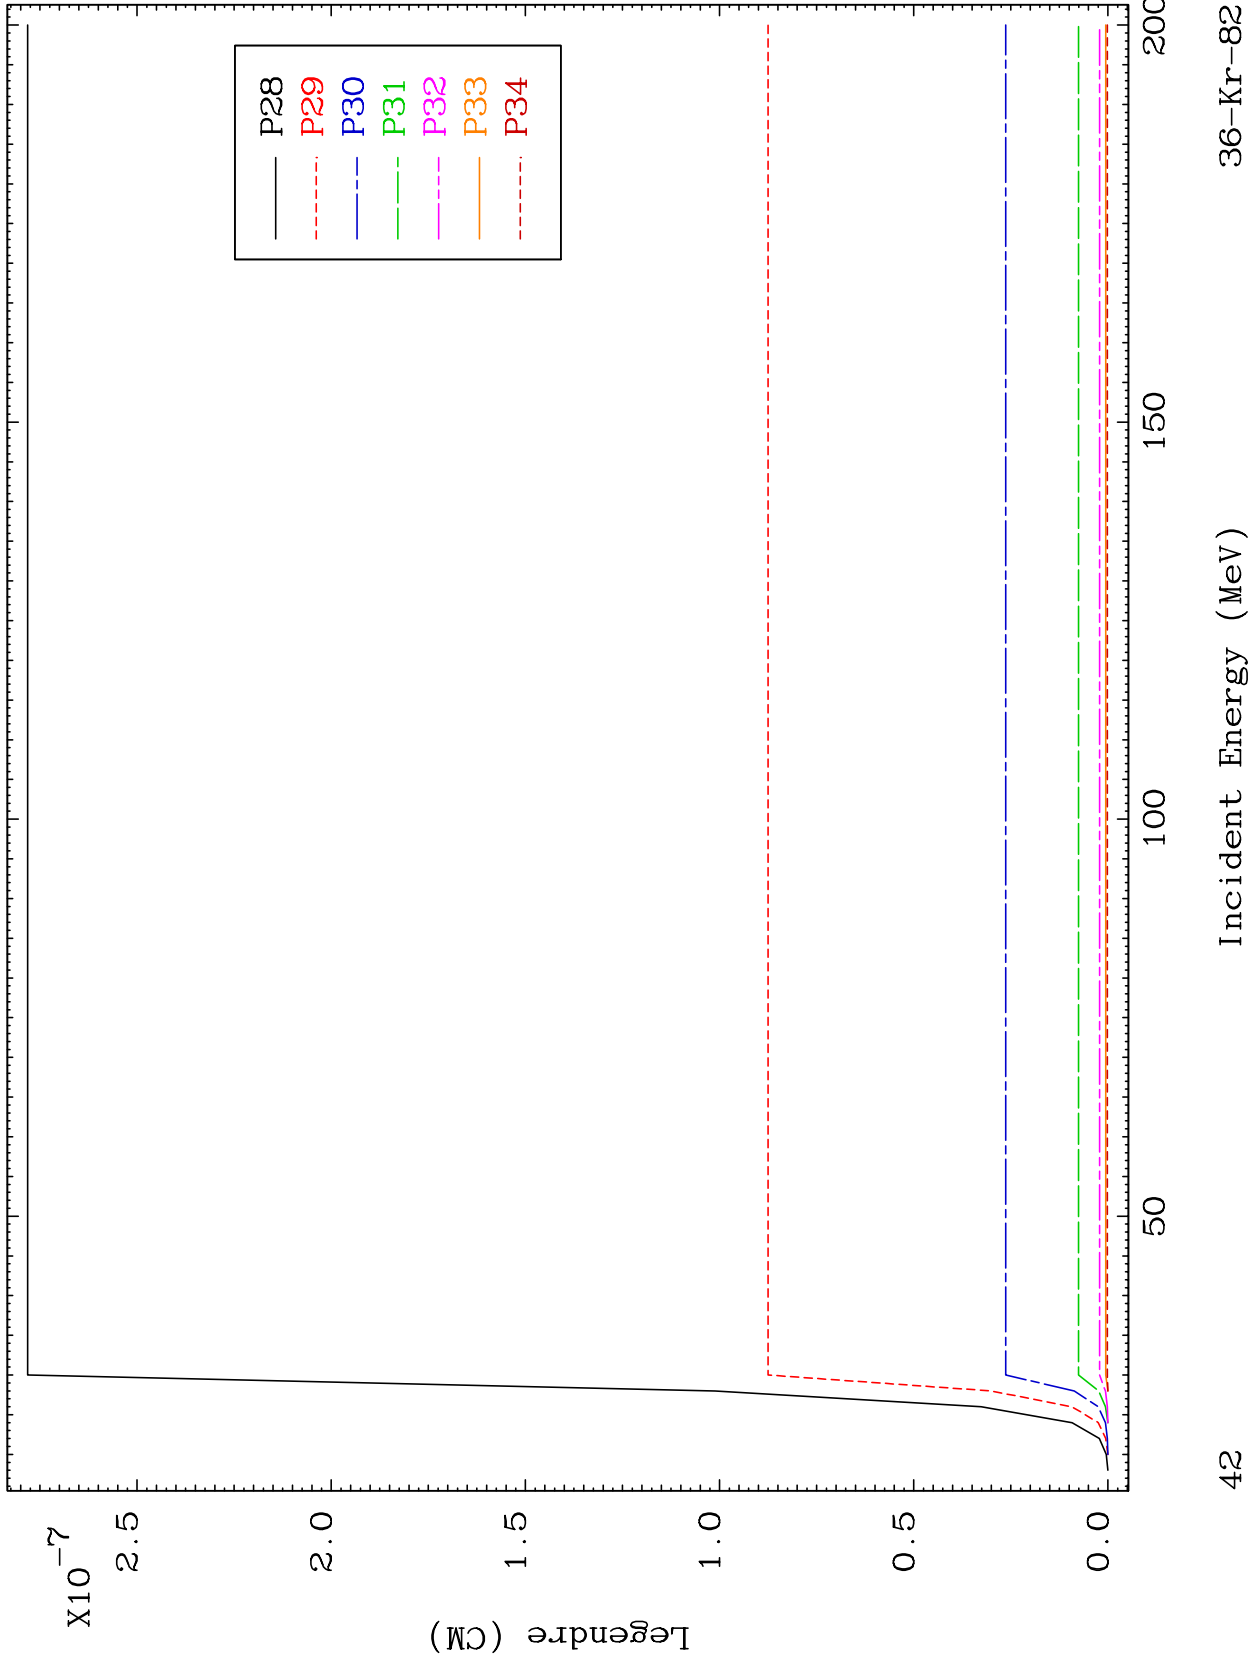 X10-7
2.5
2.0
1.5
1.0
0.5
0.0
Legendre (CM)
P28
P29
P30
P31
P32
P33
P34
50
100
150
200
Incident Energy (MeV)
42
36-Kr-82